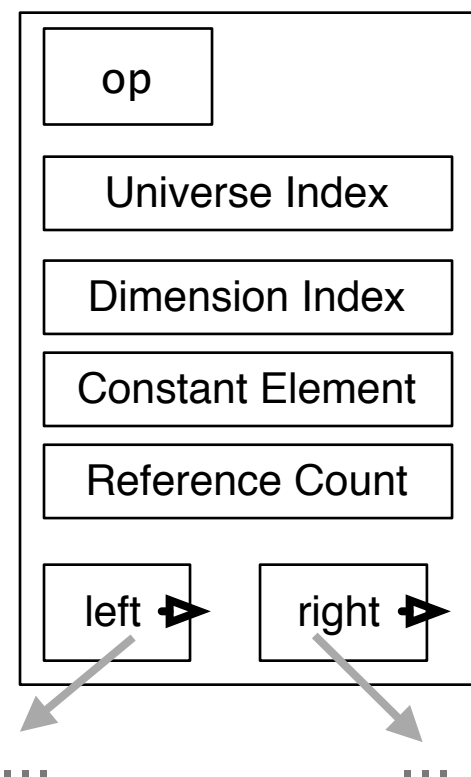 op
Universe Index
Dimension Index
Constant Element
Reference Count
left right